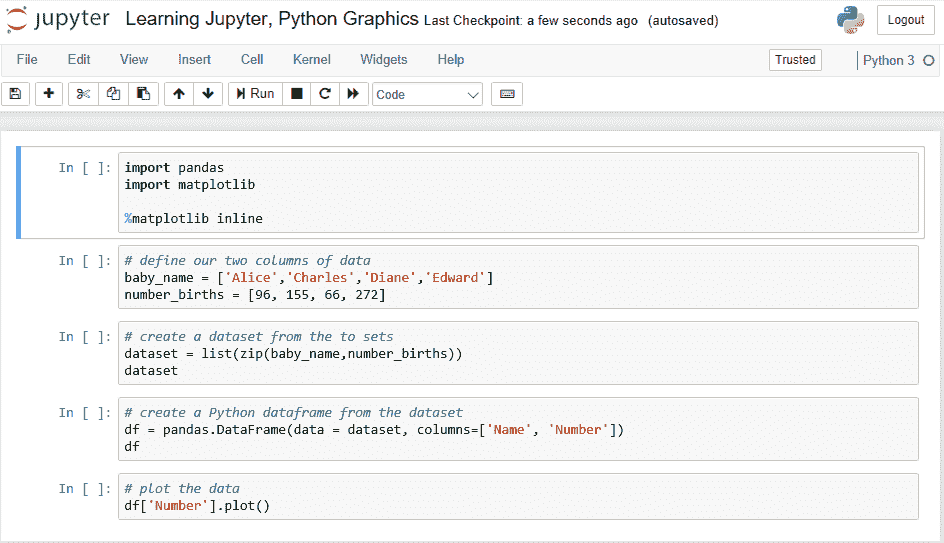 jupyter Learning Jupyter, Python Graphics Last Checkpoint: a few seconds ago (autosaved)
Logout
File Edit View Insert Cell Kernel Widgets Help
Trusted
Python 3
Run
Code
In [ ]: import pandas
import matplotlib
%matplotlib inline
In [ ]: # define our two columns of data
baby_name = ['Alice','Charles','Diane','Edward']
number_births = [96, 155, 66, 272]
In [ ]: # create a dataset from the to sets
dataset = list(zip(baby_name,number_births))
dataset
In [ ]: # create a Python dataframe from the dataset
df = pandas.DataFrame(data = dataset, columns=['Name', 'Number'])
df
In [ ]: # plot the data
df['Number'].plot()